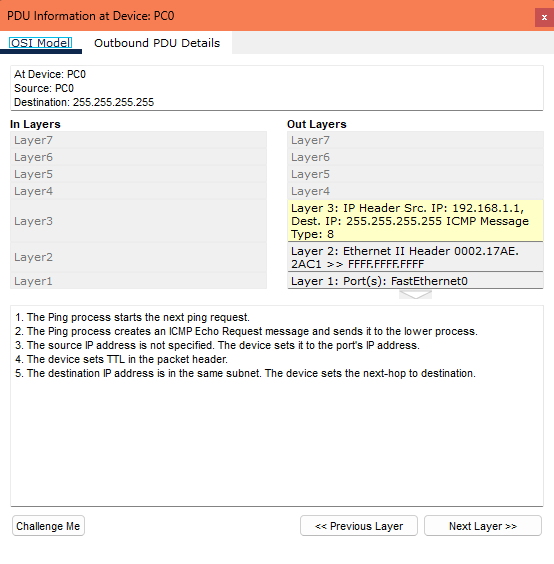 PDU Information at Device: PC0
x
OSI Model Outbound PDU Details
At Device: PC0
Source: PC0
Destination: 255.255.255.255
In Layers
Layer7
Layer6
Layer5
Layer4
Layer3
Layer2
Layer1
Out Layers
Layer7
Layer6
Layer5
Layer4
Layer 3: IP Header Src. IP: 192.168.1.1,
Dest. IP: 255.255.255.255 ICMP Message
Type: 8
Layer 2: Ethernet II Header 0002.17AE.
2AC1 >> FFFF.FFFF.FFFF
Layer 1: Port(s): FastEthernet0
1. The Ping process starts the next ping request.
2. The Ping process creates an ICMP Echo Request message and sends it to the lower process.
3. The source IP address is not specified. The device sets it to the port's IP address.
4. The device sets TTL in the packet header.
5. The destination IP address is in the same subnet. The device sets the next-hop to destination.
Challenge Me << Previous Layer Next Layer >>